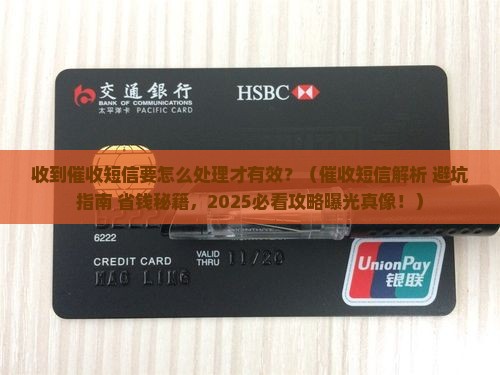 交通銀行
BANK OF COMMUNICATIONS
太平洋卡 PACIFIC CARD
HSBC
收到催收短信要怎么处理才有效？（催收短信解析 避坑
指南 省钱秘籍，2025必看攻略曝光真像！）
6222
CREDIT CARD
VALID
THRU
11/20
MAO LING
UnionPay
银联